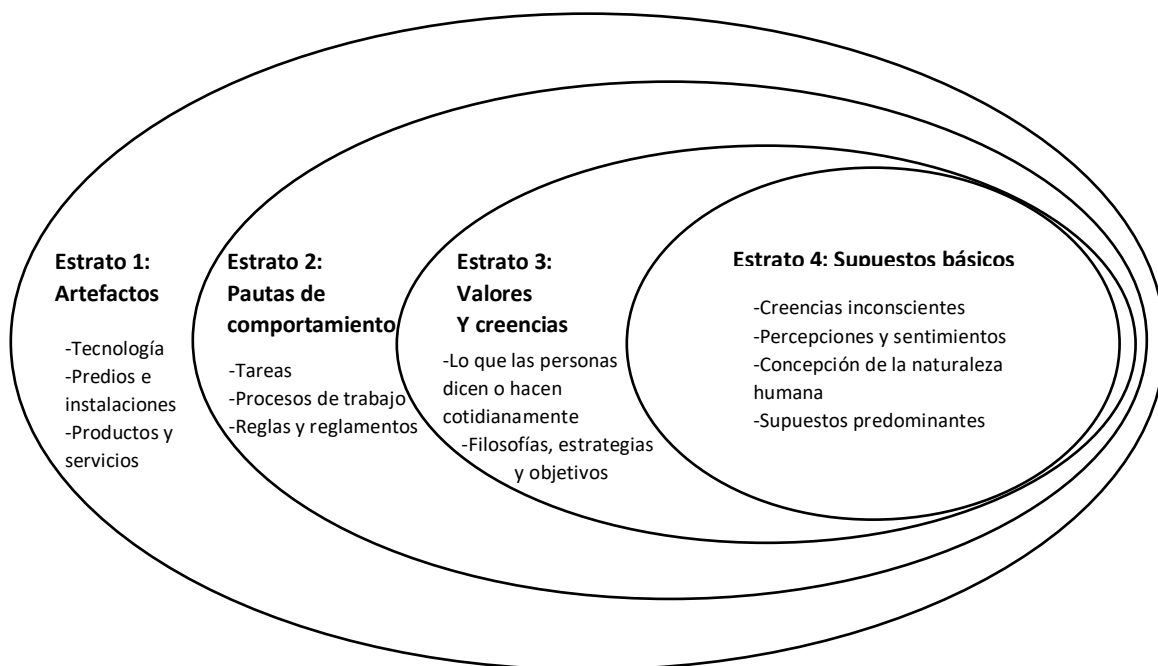 Estrato 1:
Artefactos
-Tecnología
-Predios e
instalaciones
-Productos y
servicios
Estrato 2:
Pautas de
comportamiento
-Tareas
-Procesos de trabajo
-Reglas y reglamentos
Estrato 3:
Valores
Y creencias
-Lo que las personas
dicen o hacen
cotidianamente
-Filosofías, estrategias
y objetivos
Estrato 4: Supuestos básicos
-Creencias inconscientes
-Percepciones y sentimientos
-Concepción de la naturaleza
humana
-Supuestos predominantes